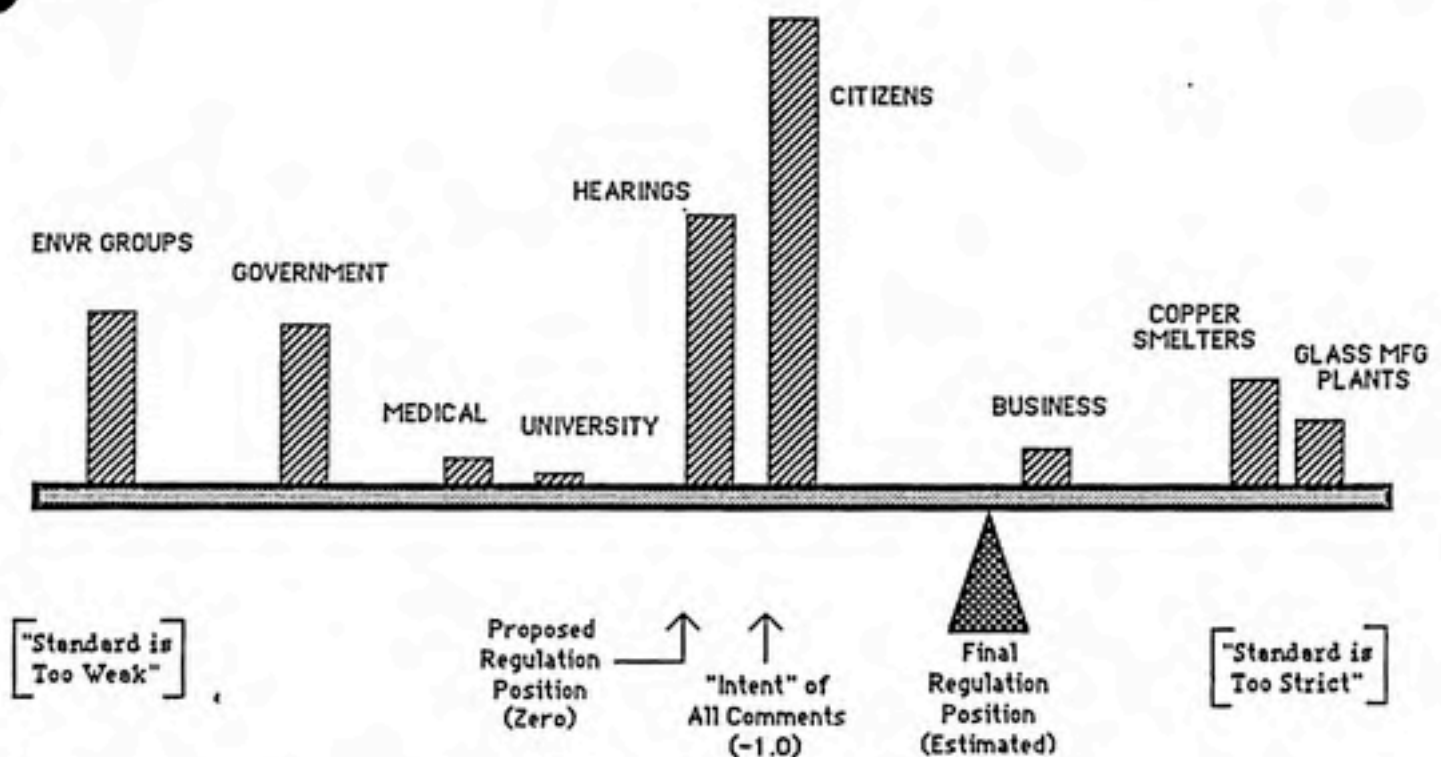 CITIZENS
HEARINGS
ENVR GROUPS
GOVERNMENT
COPPER
SMELTERS
GLASS MFG
PLANTS
MEDICAL
UNIVERSITY
BUSINESS
"Standard is
Too Weak"
Proposed
Regulation
Position
(Zero)
"Intent" of
All Comments
(-1.0)
Final
Regulation
Position
(Estimated)
"Standard is
Too Strict"